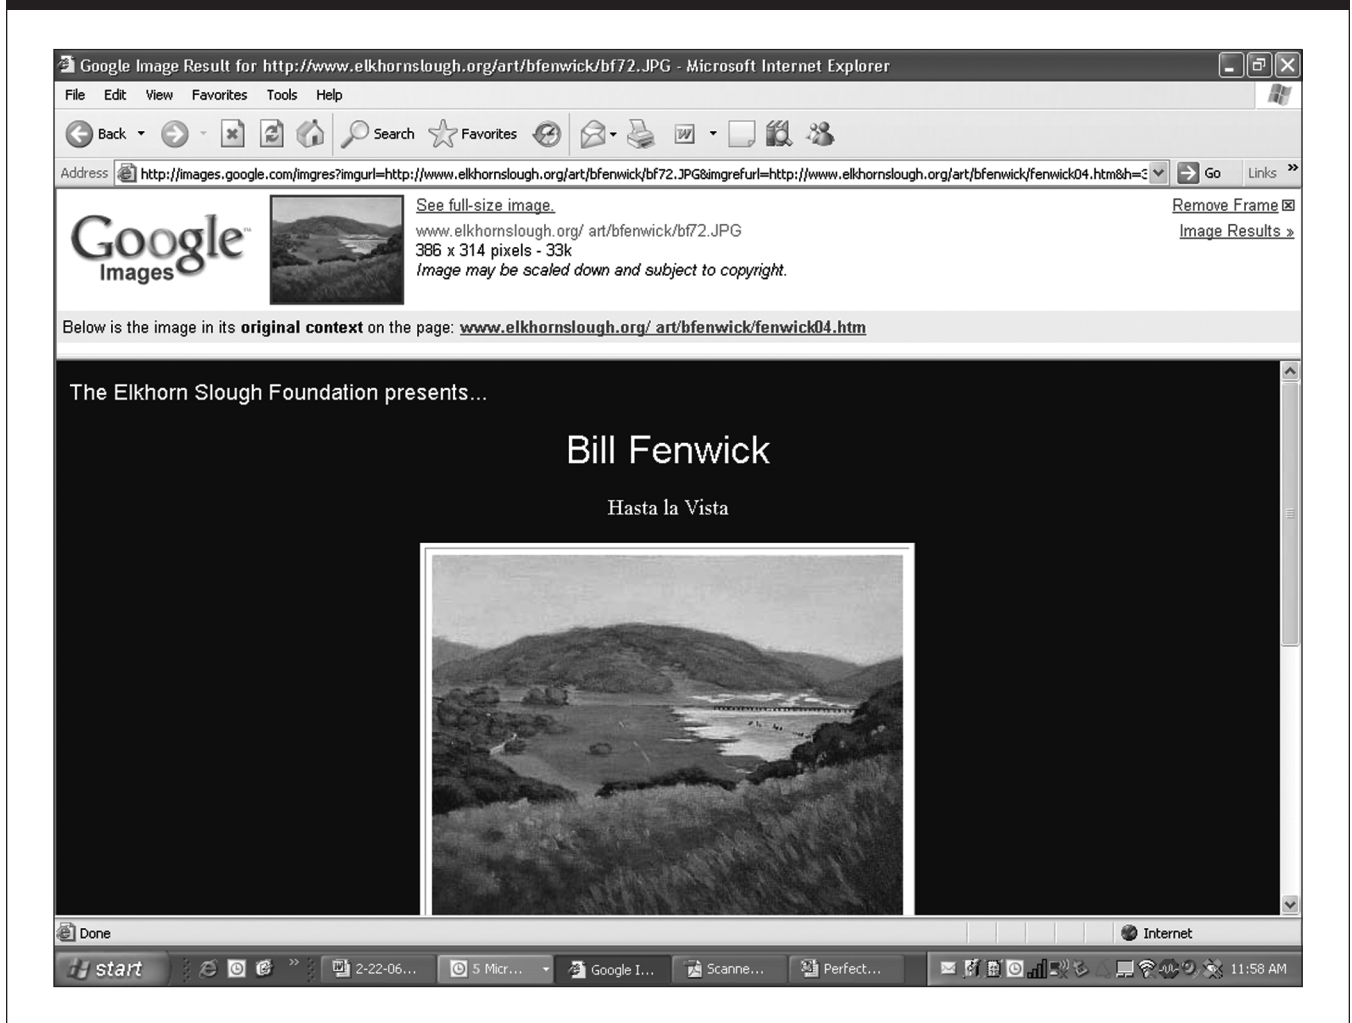 Google Image Result for http://www.elkhornslough.org/art/bfenwick/bf72.JPG - Microsoft Internet Explorer
File Edit View Favorites Tools Help
Back Search Favorites
Address http://images.google.com/imgres?imgurl=http://www.elkhornslough.org/art/bfenwick/bf72.JPG&imgrefurl=http://www.elkhornslough.org/art/bfenwick/fenwick04.htm&h=3 Go Links »
Google Images
See full-size image.
www.elkhornslough.org/ art/bfenwick/bf72.JPG
386 x 314 pixels - 33k
Image may be scaled down and subject to copyright.
Remove Frame
Image Results »
Below is the image in its original context on the page: www.elkhornslough.org/ art/bfenwick/fenwick04.htm
The Elkhorn Slough Foundation presents...
Bill Fenwick
Hasta la Vista
Done Internet
start » 2-22-06... 5 Micr... Google I... Scanne... Perfect... 11:58 AM